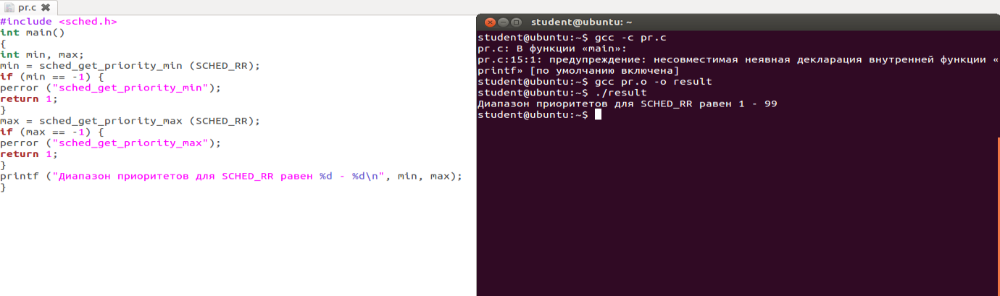 pr.c
#include <sched.h>
int main()
{
int min, max;
min = sched_get_priority_min (SCHED_RR);
if (min == -1) {
perror ("sched_get_priority_min");
return 1;
}
max = sched_get_priority_max (SCHED_RR);
if (max == -1) {
perror ("sched_get_priority_max");
return 1;
}
printf ("Диапазон приоритетов для SCHED_RR равен %d - %d\n", min, max);
}
student@ubuntu: ~
student@ubuntu:~$ gcc -c pr.c
pr.c: В функции «main»:
pr.c:15:1: предупреждение: несовместимая неявная декларация внутренней функции «
printf» [по умолчанию включена]
student@ubuntu:~$ gcc pr.o -o result
student@ubuntu:~$ ./result
Диапазон приоритетов для SCHED_RR равен 1 - 99
student@ubuntu:~$